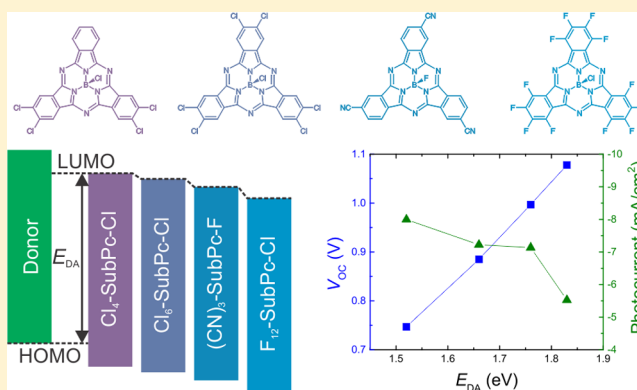 N N N
B Cl
N N
N
Cl Cl
Cl Cl
Cl Cl
N N N
B Cl
N N
N
Cl Cl
Cl Cl
CN
N N N
B F
N N
N
NC CN
F F
F F
N N N
B Cl
N N
N
F F
F F
F F
F F
LUMO
Donor
E_DA
HOMO
Cl₄-SubPc-Cl
Cl₆-SubPc-Cl
(CN)₃-SubPc-F
F₁₂-SubPc-Cl
V_OC (V)
1.1
1.0
0.9
0.8
0.7
1.5 1.6 1.7 1.8 1.9
E_DA (eV)
-10
-9
-8
-7
-6
-5
-4
Photocurrent (mA/cm²)